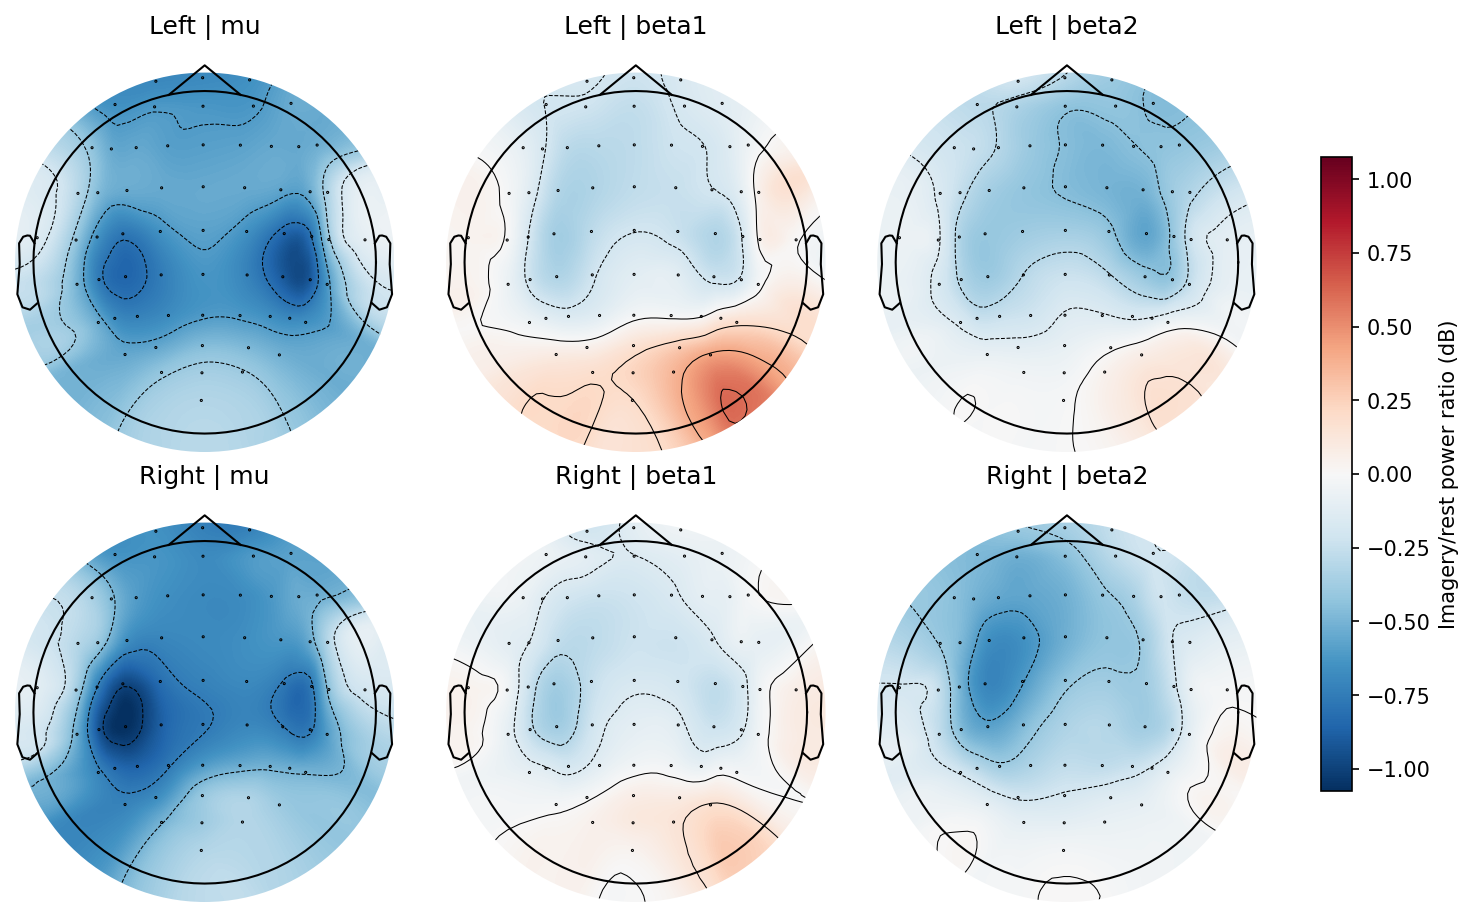 Left | mu
Left | beta1
Left | beta2
Right | mu
Right | beta1
Right | beta2
1.00
0.75
0.50
0.25
0.00
−0.25
−0.50
−0.75
−1.00
Imagery/rest power ratio (dB)